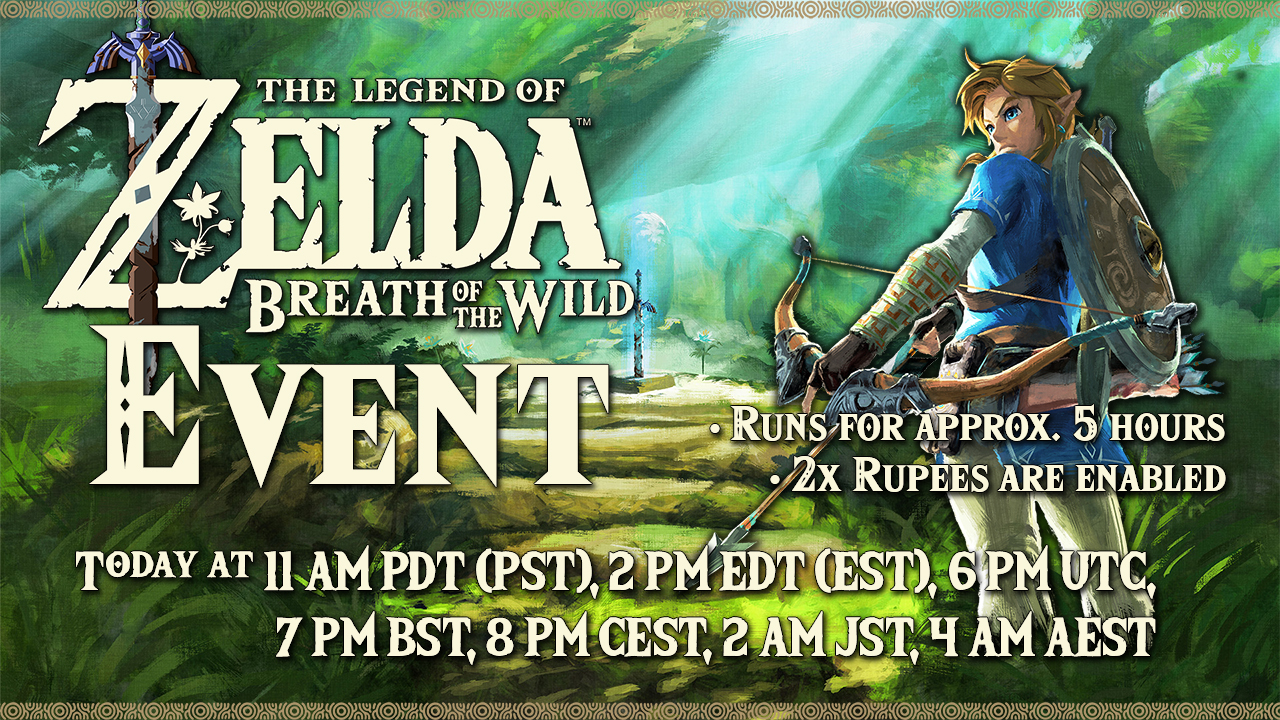 THE LEGEND OF
ZELDA™
BREATH OF THE WILD
EVENT
• RUNS FOR APPROX. 5 HOURS
• 2X RUPEES ARE ENABLED
TODAY AT 11 AM PDT (PST), 2 PM EDT (EST), 6 PM UTC,
7 PM BST, 8 PM CEST, 2 AM JST, 4 AM AEST